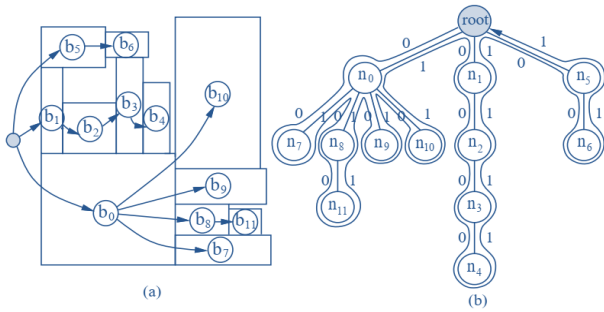 b5 b6
b1 b2 b3 b4
b10
b9
b0 b8 b11
b7
(a)
root
0 1 0 1 0 1
n0 n1 n5
0 1 0 1 0 1 0 1 0 1 0 1
n7 n8 n9 n10 n2 n6
0 1 0 1
n11 n3
0 1
n4
(b)